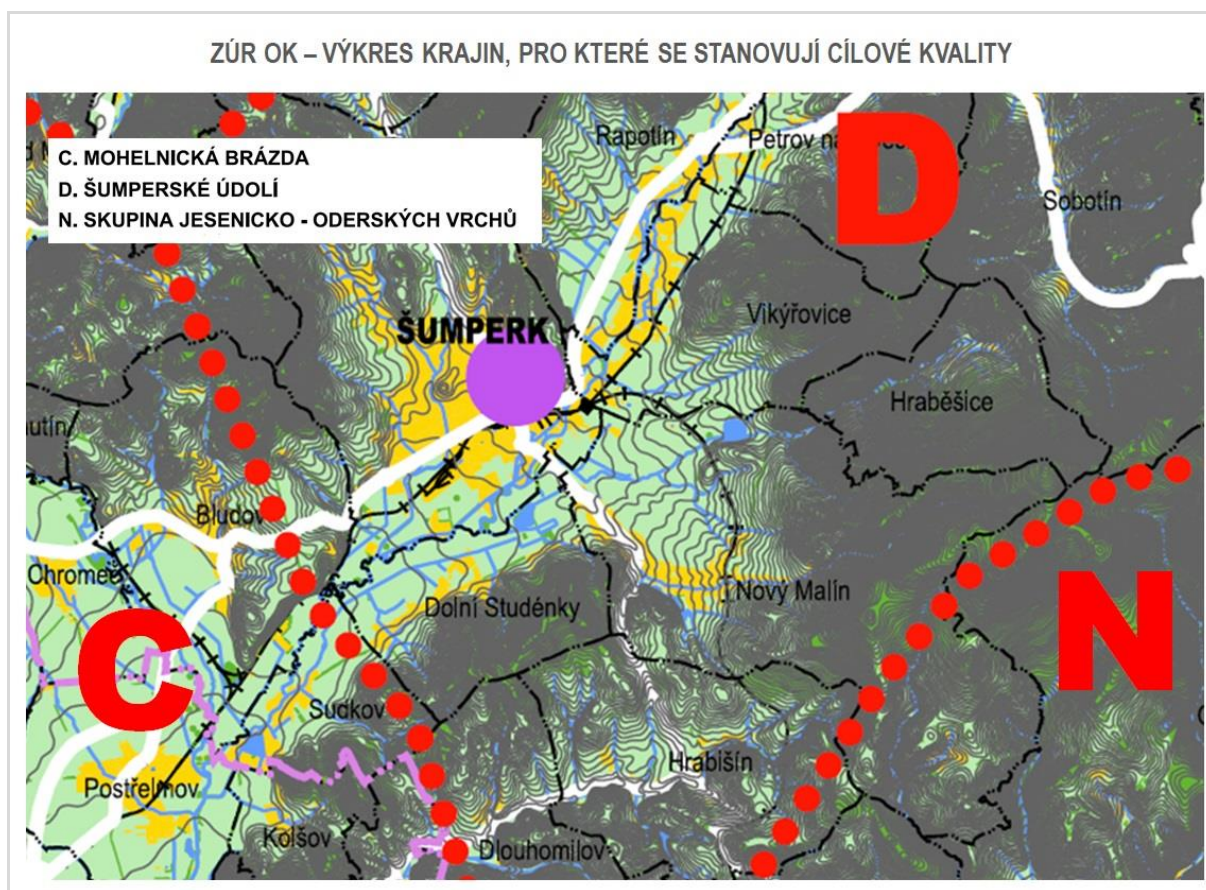 ZÚR OK – VÝKRES KRAJIN, PRO KTERÉ SE STANOVUJÍ CÍLOVÉ KVALITY
C. MOHELNICKÁ BRÁZDA
D. ŠUMPERSKÉ ÚDOLÍ
N. SKUPINA JESENICKO - ODERSKÝCH VRCHŮ
Rapotín
Petrov na
D
Sobotín
Vikýřovice
ŠUMPERK
Hraběšice
utín
Bludov
Chromeč
Nový Malín
Dolní Studénky
N
C
Sudkov
Hrabišín
Postřelmov
Kolšov
Dlouhomilov